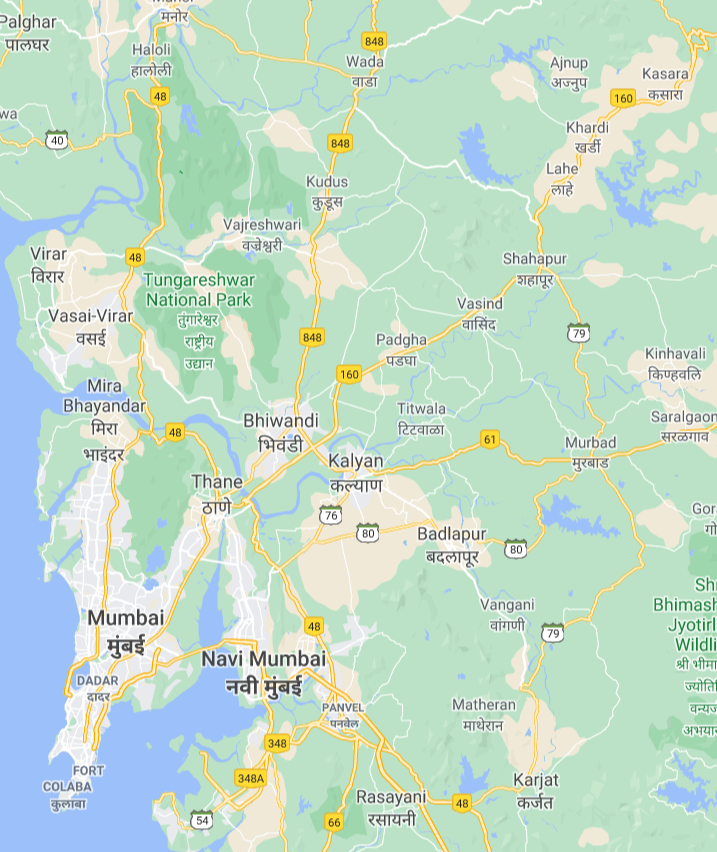 मनोर
848
Palghar
पालघर
Haloli
हालोली
Wada
वाडा
Ajnup
अज्नुप
Kasara
कसारा
48
160
40
848
Khardi
खर्डी
Lahe
लाहे
Kudus
कुडूस
Vajreshwari
वज्रेश्वरी
Virar
विरार
48
Shahapur
शहापूर
Tungareshwar
National Park
तुंगारेश्वर
राष्ट्रीय
उद्यान
Vasai-Virar
वसई
Vasind
वासिंद
848
79
Padgha
पडघा
Kinhavali
किण्हवलि
160
Mira
Bhayandar
मिरा
भाइंदर
Bhiwandi
भिवंडी
Titwala
टिटवाळा
Saralgaon
सरळगाव
48
61
Murbad
मुरबाड
Kalyan
कल्याण
Thane
ठाणे
76
80
Badlapur
बदलापूर
80
Vangani
वांगणी
79
Mumbai
मुंबई
48
Navi Mumbai
नवी मुंबई
DADAR
दादर
PANVEL
पनवेल
Matheran
माथेरान
348
FORT
COLABA
कुलाबा
348A
Karjat
कर्जत
Rasayani
रसायनी
48
54
66